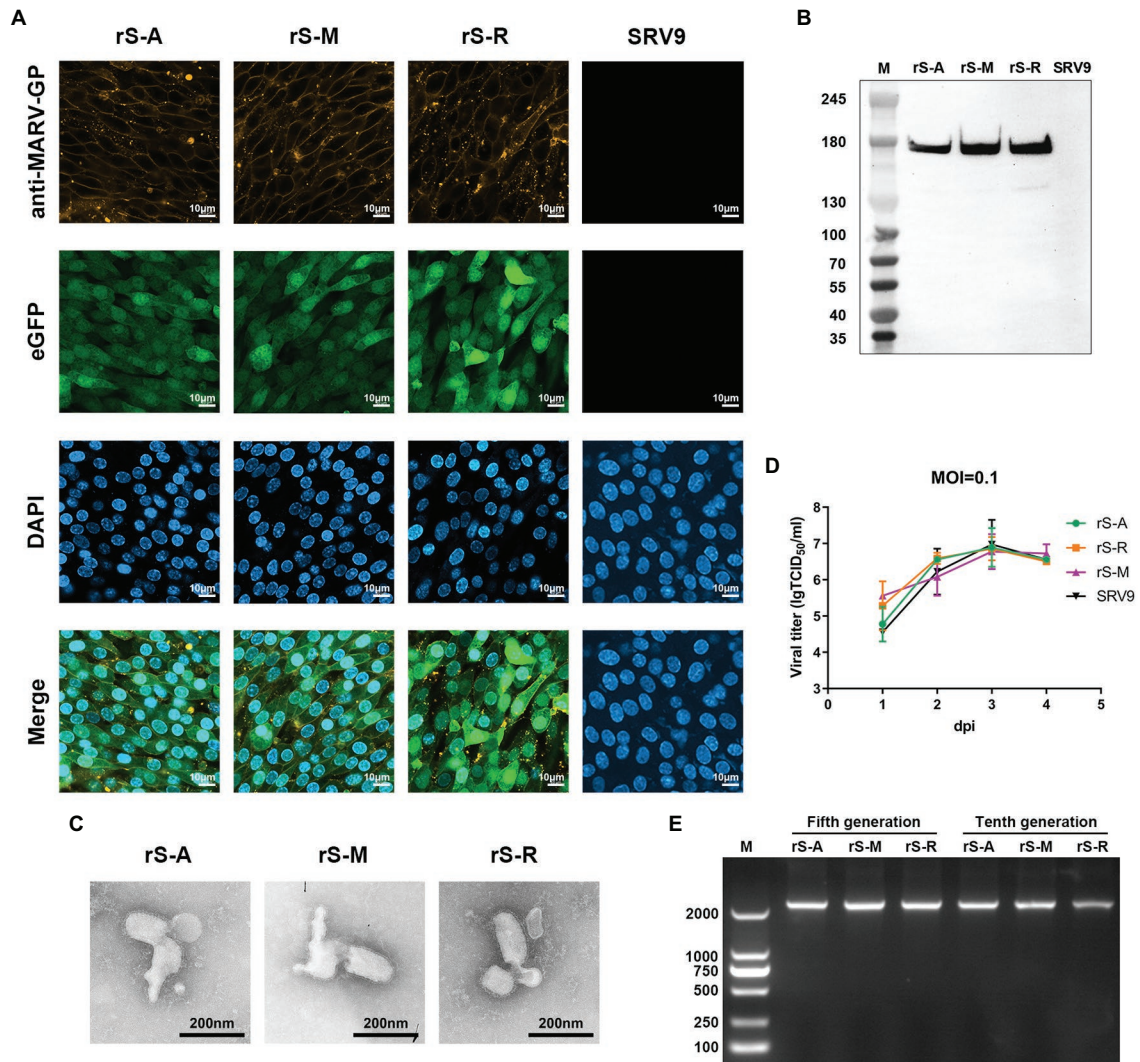 A
rS-A rS-M rS-R SRV9
anti-MARV-GP
10μm 10μm 10μm 10μm
eGFP
10μm 10μm 10μm 10μm
DAPI
10μm 10μm 10μm 10μm
Merge
10μm 10μm 10μm 10μm
B
M rS-A rS-M rS-R SRV9
245
180
130
100
70
55
40
35
C
rS-A rS-M rS-R
200nm 200nm 200nm
D
MOI=0.1
Viral titer (lgTCID50/ml)
8
7
6
5
4
3
0 1 2 3 4 5
dpi
rS-A
rS-R
rS-M
SRV9
E
Fifth generation Tenth generation
M rS-A rS-M rS-R rS-A rS-M rS-R
2000
1000
750
500
250
100